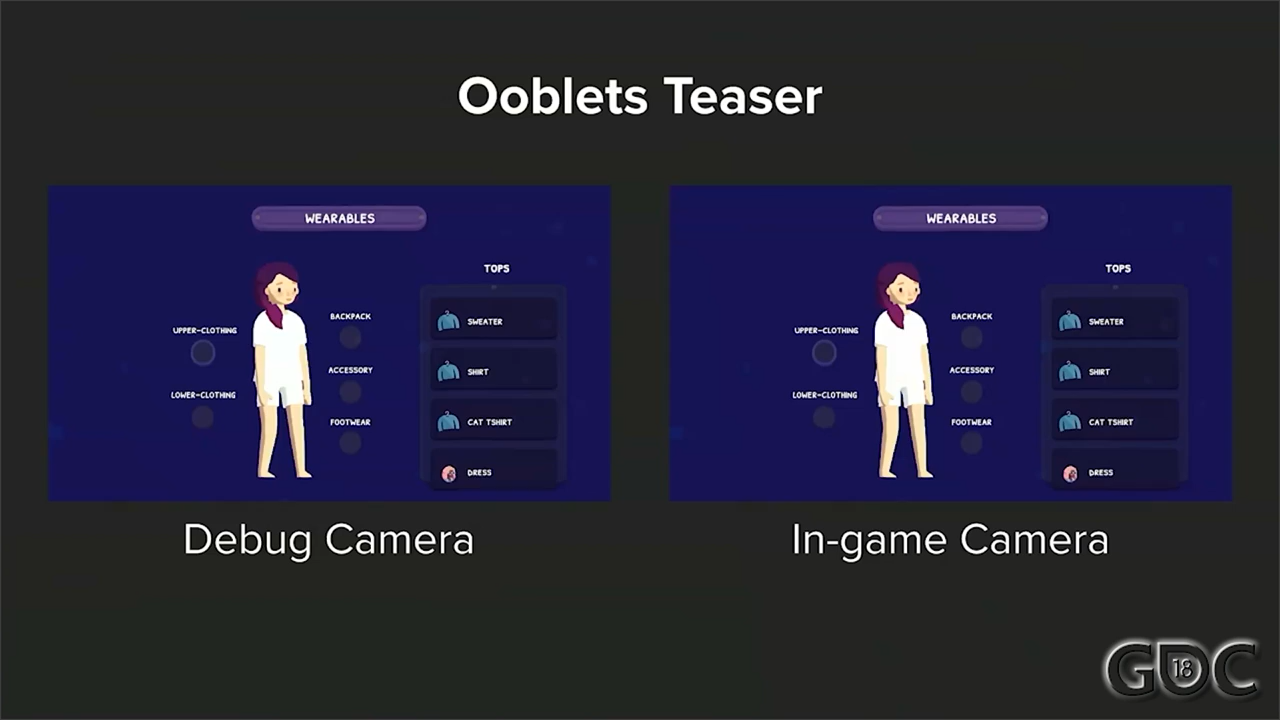 Ooblets Teaser
WEARABLES
TOPS
UPPER-CLOTHING
LOWER-CLOTHING
BACKPACK
ACCESSORY
FOOTWEAR
SWEATER
SHIRT
CAT TSHIRT
DRESS
Debug Camera
WEARABLES
TOPS
UPPER-CLOTHING
LOWER-CLOTHING
BACKPACK
ACCESSORY
FOOTWEAR
SWEATER
SHIRT
CAT TSHIRT
DRESS
In-game Camera
GDC
18